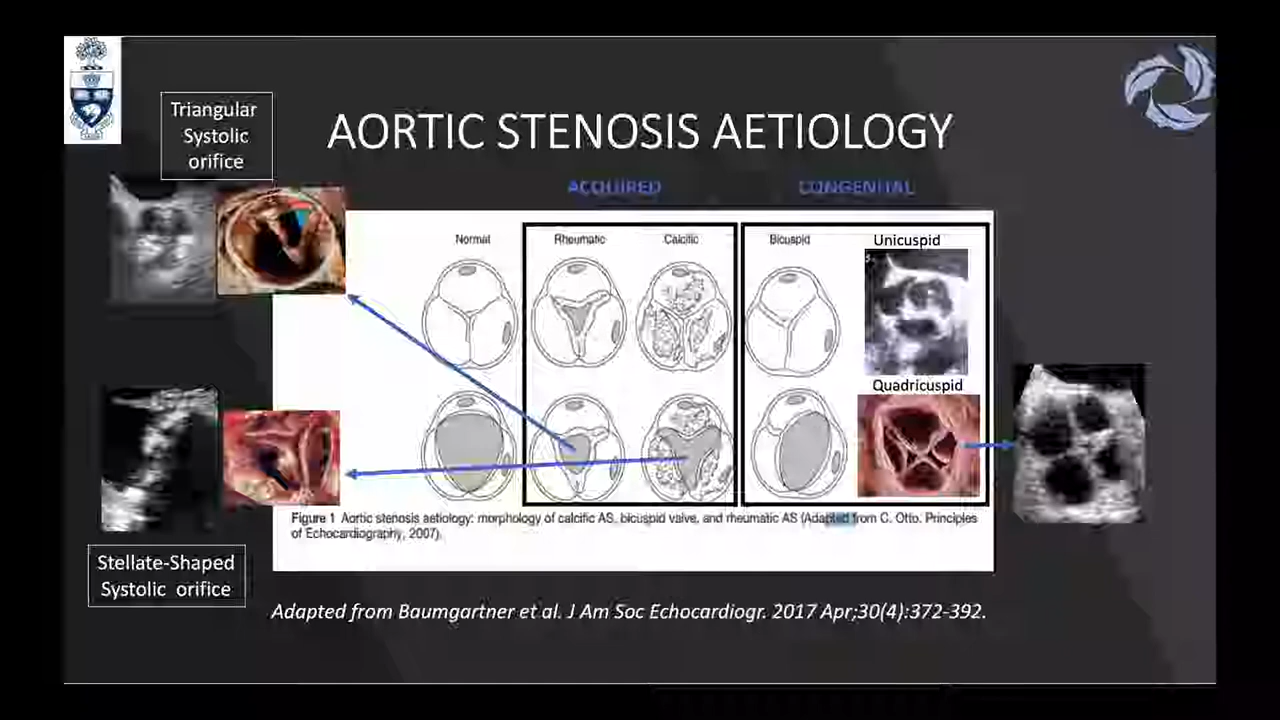 Triangular
Systolic
orifice
AORTIC STENOSIS AETIOLOGY
ACQUIRED
CONGENITAL
Normal
Rheumatic
Calcific
Bicuspid
Unicuspid
Quadricuspid
Figure 1 Aortic stenosis aetiology: morphology of calcific AS, bicuspid valve, and rheumatic AS (Adapted from C. Otto. Principles
of Echocardiography, 2007).
Stellate-Shaped
Systolic orifice
Adapted from Baumgartner et al. J Am Soc Echocardiogr. 2017 Apr;30(4):372-392.